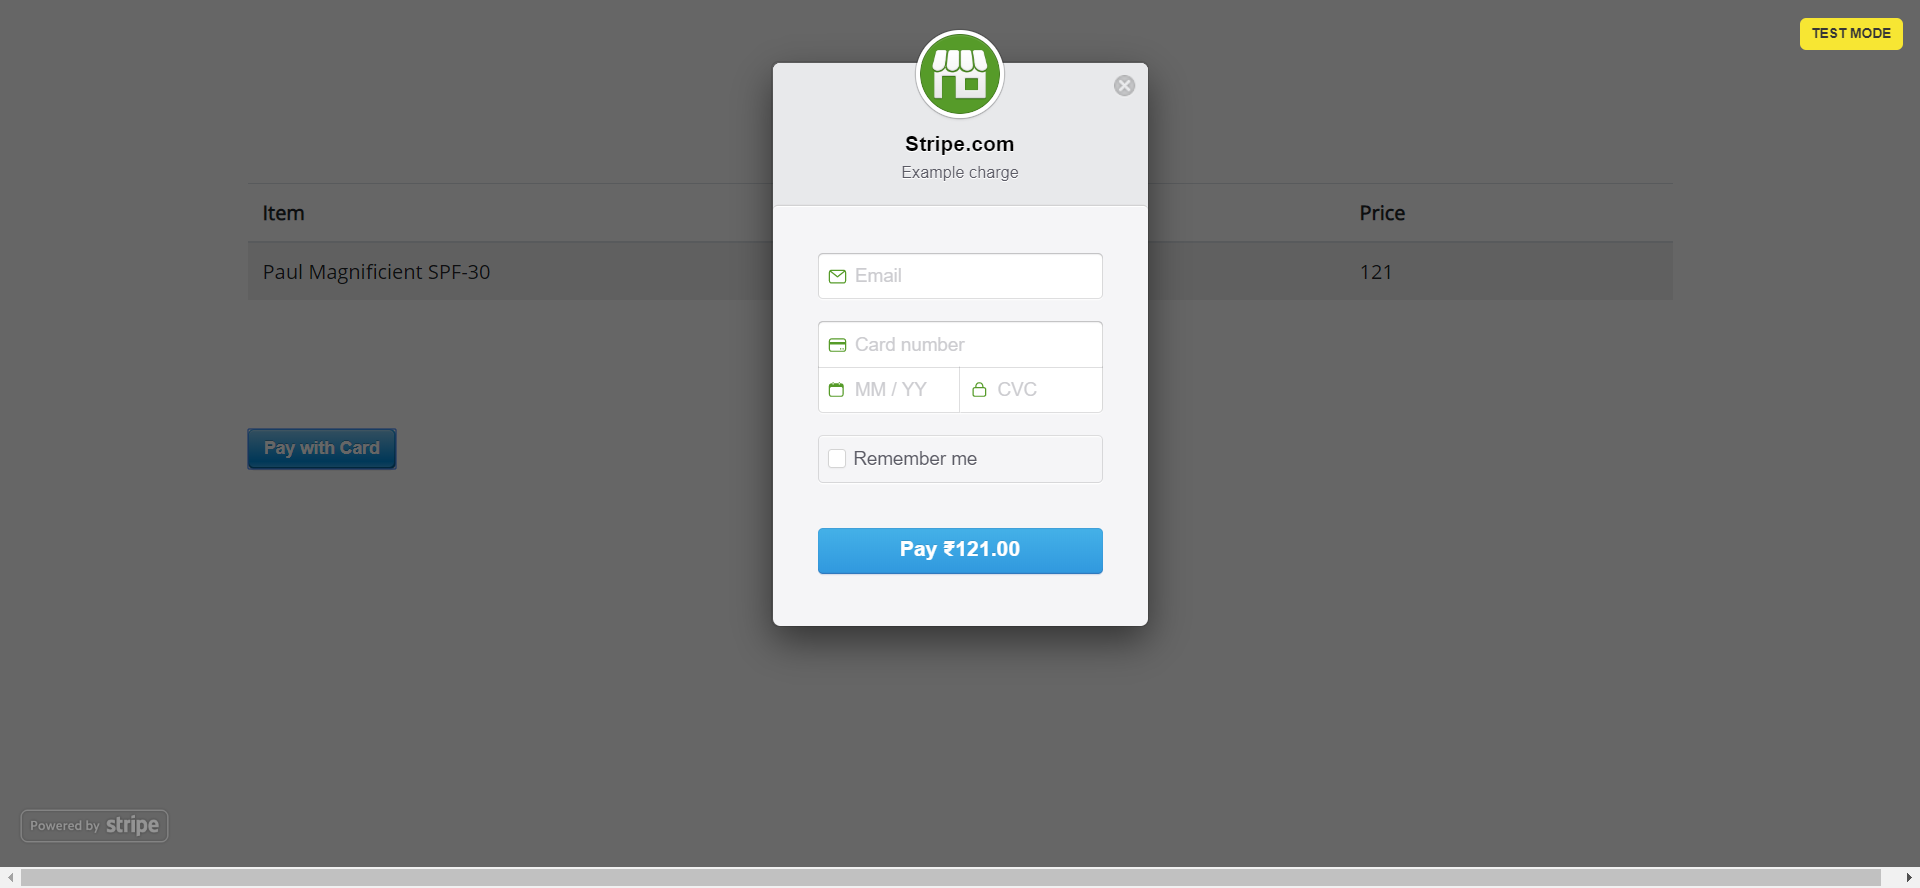 TEST MODE
Stripe.com
Example charge
Item
Price
Paul Magnificient SPF-30
121
Email
Card number
MM / YY
CVC
Pay with Card
Remember me
Pay ₹121.00
Powered by stripe